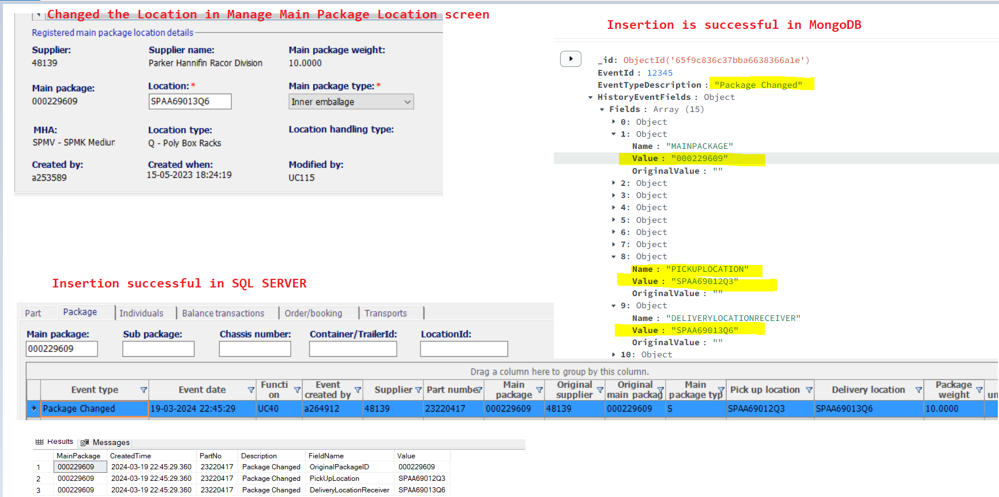 Changed the Location in Manage Main Package Location screen
Registered main package location details
Supplier: Supplier name: Main package weight:
48139 Parker Hannifin Racor Division 10.0000
Main package: Location: * Main package type: *
000229609 SPAA69013Q6 Inner emballage
MHA: Location type: Location handling type:
SPMV - SPMK Mediun Q - Poly Box Racks
Created by: Created when: Modified by:
a253589 15-05-2023 18:24:19 UC115
Insertion is successful in MongoDB
_id: ObjectId('65f9c836c37bba6638366a1e')
EventId : 12345
EventTypeDescription : "Package Changed"
HistoryEventFields : Object
Fields : Array (15)
0: Object
1: Object
Name : "MAINPACKAGE"
Value : "000229609"
OriginalValue : ""
2: Object
3: Object
4: Object
5: Object
6: Object
7: Object
8: Object
Name : "PICKUPLOCATION"
Value : "SPAA69012Q3"
OriginalValue : ""
9: Object
Name : "DELIVERYLOCATIONRECEIVER"
Value : "SPAA69013Q6"
OriginalValue : ""
10: Object
Insertion successful in SQL SERVER
Part Package Individuals Balance transactions Order/booking Transports
Main package: Sub package: Chassis number: Container/TrailerId: LocationId:
000229609
Drag a column here to group by this column.
Event type Event date Functi on Event created by Supplier Part number Main package Original supplier Original main packag Main package typ Pick up location Delivery location Package weight un
Package Changed 19-03-2024 22:45:29 UC40 a264912 48139 23220417 000229609 48139 000229609 S SPAA69012Q3 SPAA69013Q6 10.0000
Results Messages
MainPackage CreatedTime PartNo Description FieldName Value
1 000229609 2024-03-19 22:45:29.360 23220417 Package Changed OriginalPackageID 000229609
2 000229609 2024-03-19 22:45:29.360 23220417 Package Changed PickUpLocation SPAA69012Q3
3 000229609 2024-03-19 22:45:29.360 23220417 Package Changed DeliveryLocationReceiver SPAA69013Q6